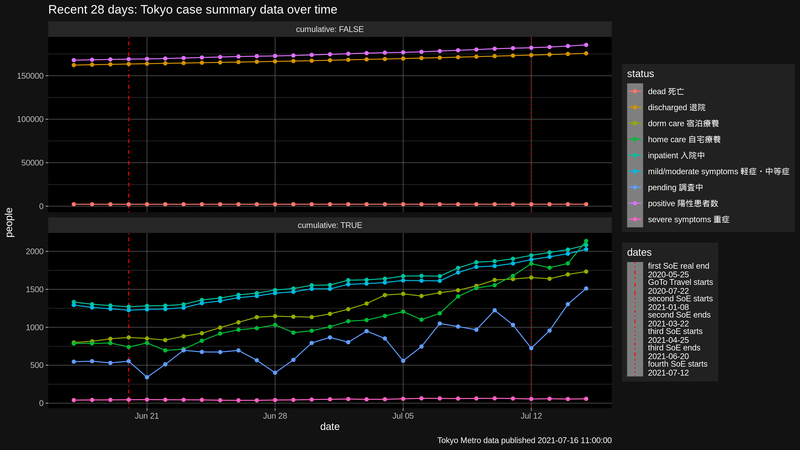 Recent 28 days: Tokyo case summary data over time
cumulative: FALSE
150000
100000
50000
0
cumulative: TRUE
2000
1500
1000
500
0
people
Jun 21
Jun 28
Jul 05
Jul 12
date
Tokyo Metro data published 2021-07-16 11:00:00
status
dead 死亡
discharged 退院
dorm care 宿泊療養
home care 自宅療養
inpatient 入院中
mild/moderate symptoms 軽症・中等症
pending 調査中
positive 陽性患者数
severe symptoms 重症
dates
first SoE real end
2020-05-25
GoTo Travel starts
2020-07-22
second SoE starts
2021-01-08
second SoE ends
2021-03-22
third SoE starts
2021-04-25
third SoE ends
2021-06-20
fourth SoE starts
2021-07-12